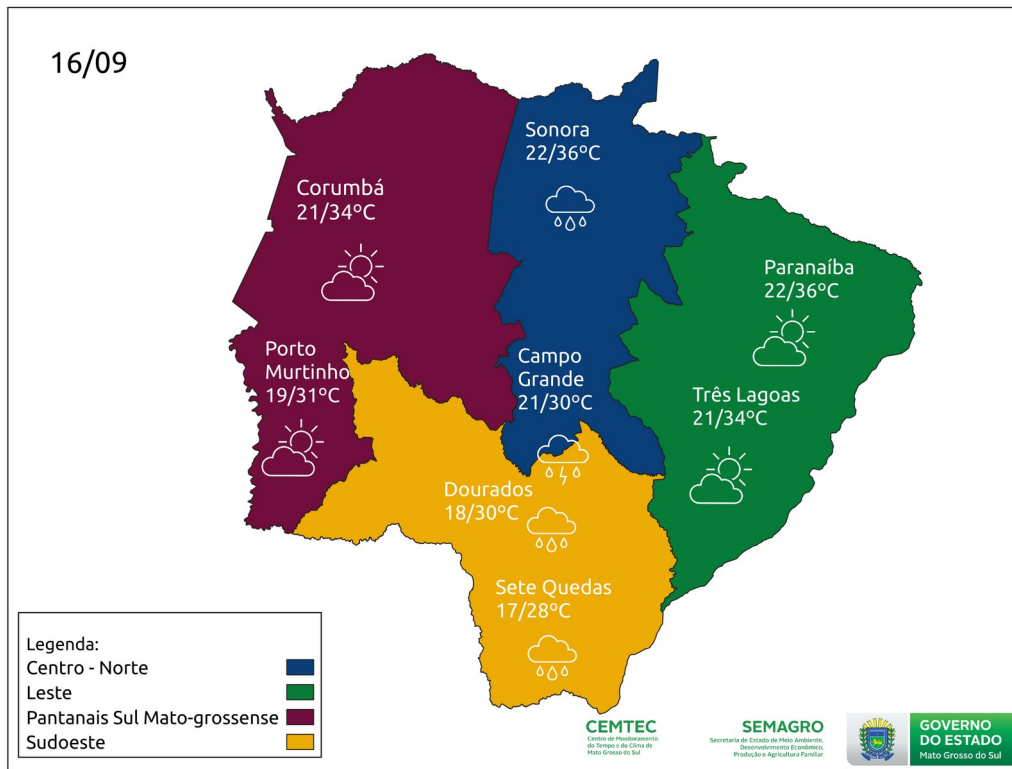 16/09
Sonora
22/36ºC
Corumbá
21/34ºC
Paranaíba
22/36ºC
Porto
Murtinho
19/31ºC
Campo
Grande
21/30ºC
Três Lagoas
21/34ºC
Dourados
18/30ºC
Sete Quedas
17/28ºC
Legenda:
Centro - Norte
Leste
Pantanais Sul Mato-grossense
Sudoeste
CEMTEC
Centro de Monitoramento
do Tempo e do Clima de
Mato Grosso do Sul
SEMAGRO
Secretaria de Estado de Meio Ambiente,
Desenvolvimento Econômico,
Produção e Agricultura Familiar
GOVERNO
DO ESTADO
Mato Grosso do Sul